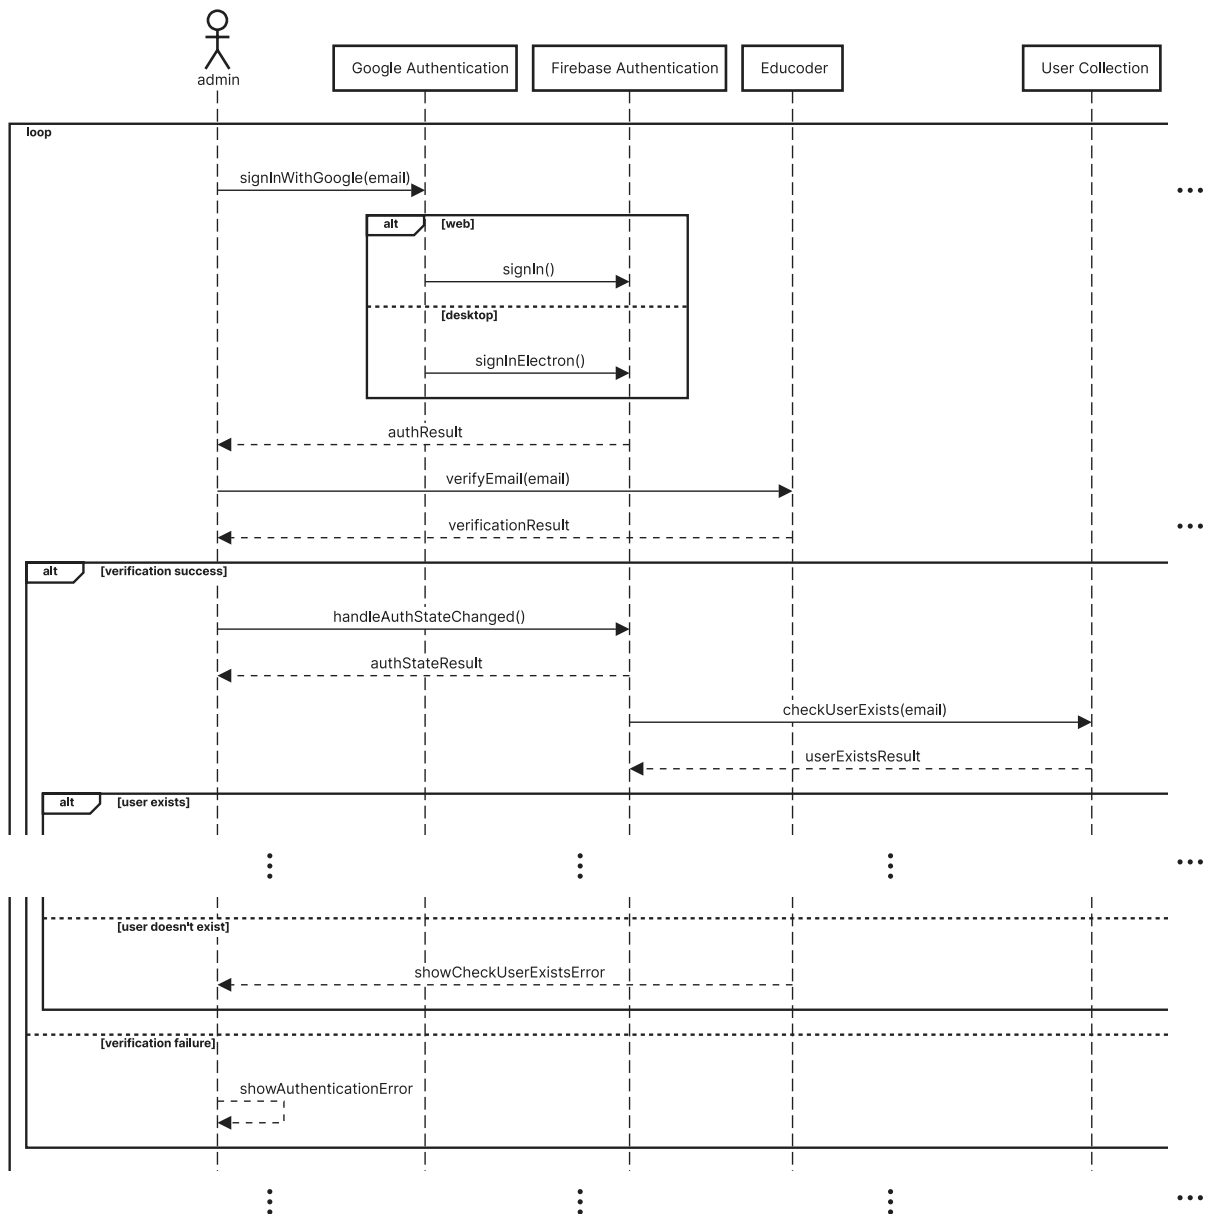 admin
Google Authentication
Firebase Authentication
Educoder
User Collection
loop
signInWithGoogle(email)
alt [web]
signIn()
[desktop]
signInElectron()
authResult
verifyEmail(email)
verificationResult
alt [verification success]
handleAuthStateChanged()
authStateResult
checkUserExists(email)
userExistsResult
alt [user exists]
[user doesn't exist]
showCheckUserExistsError
[verification failure]
showAuthenticationError